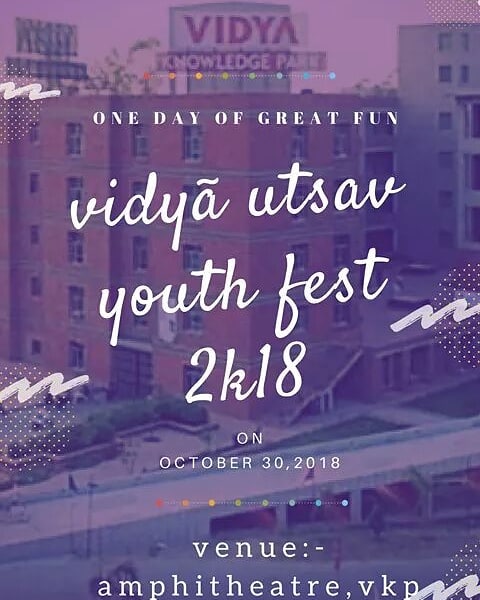 VIDYA
KNOWLEDGE PARK
ONE DAY OF GREAT FUN
vidyã utsav
youth fest
2k18
ON
OCTOBER 30,2018
venue:-
amphitheatre,vkp